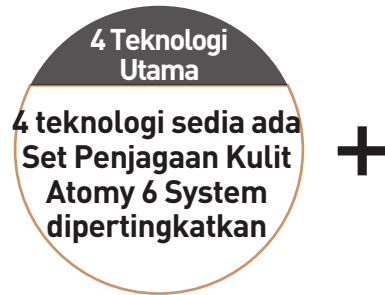 4 Teknologi
Utama
4 teknologi sedia ada
Set Penjagaan Kulit
Atomy 6 System
dipertingkatkan
+